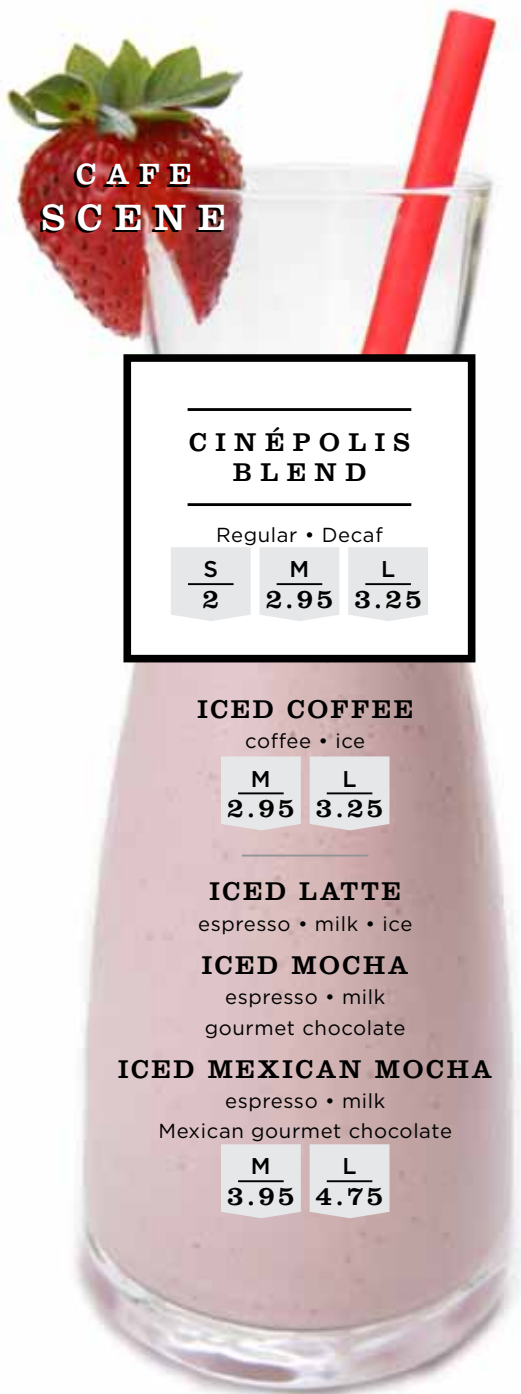 CAFE
SCENE
CINÉPOLIS
BLEND
Regular • Decaf
S M L
2 2.95 3.25
ICED COFFEE
coffee • ice
M L
2.95 3.25
ICED LATTE
espresso • milk • ice
ICED MOCHA
espresso • milk
gourmet chocolate
ICED MEXICAN MOCHA
espresso • milk
Mexican gourmet chocolate
M L
3.95 4.75